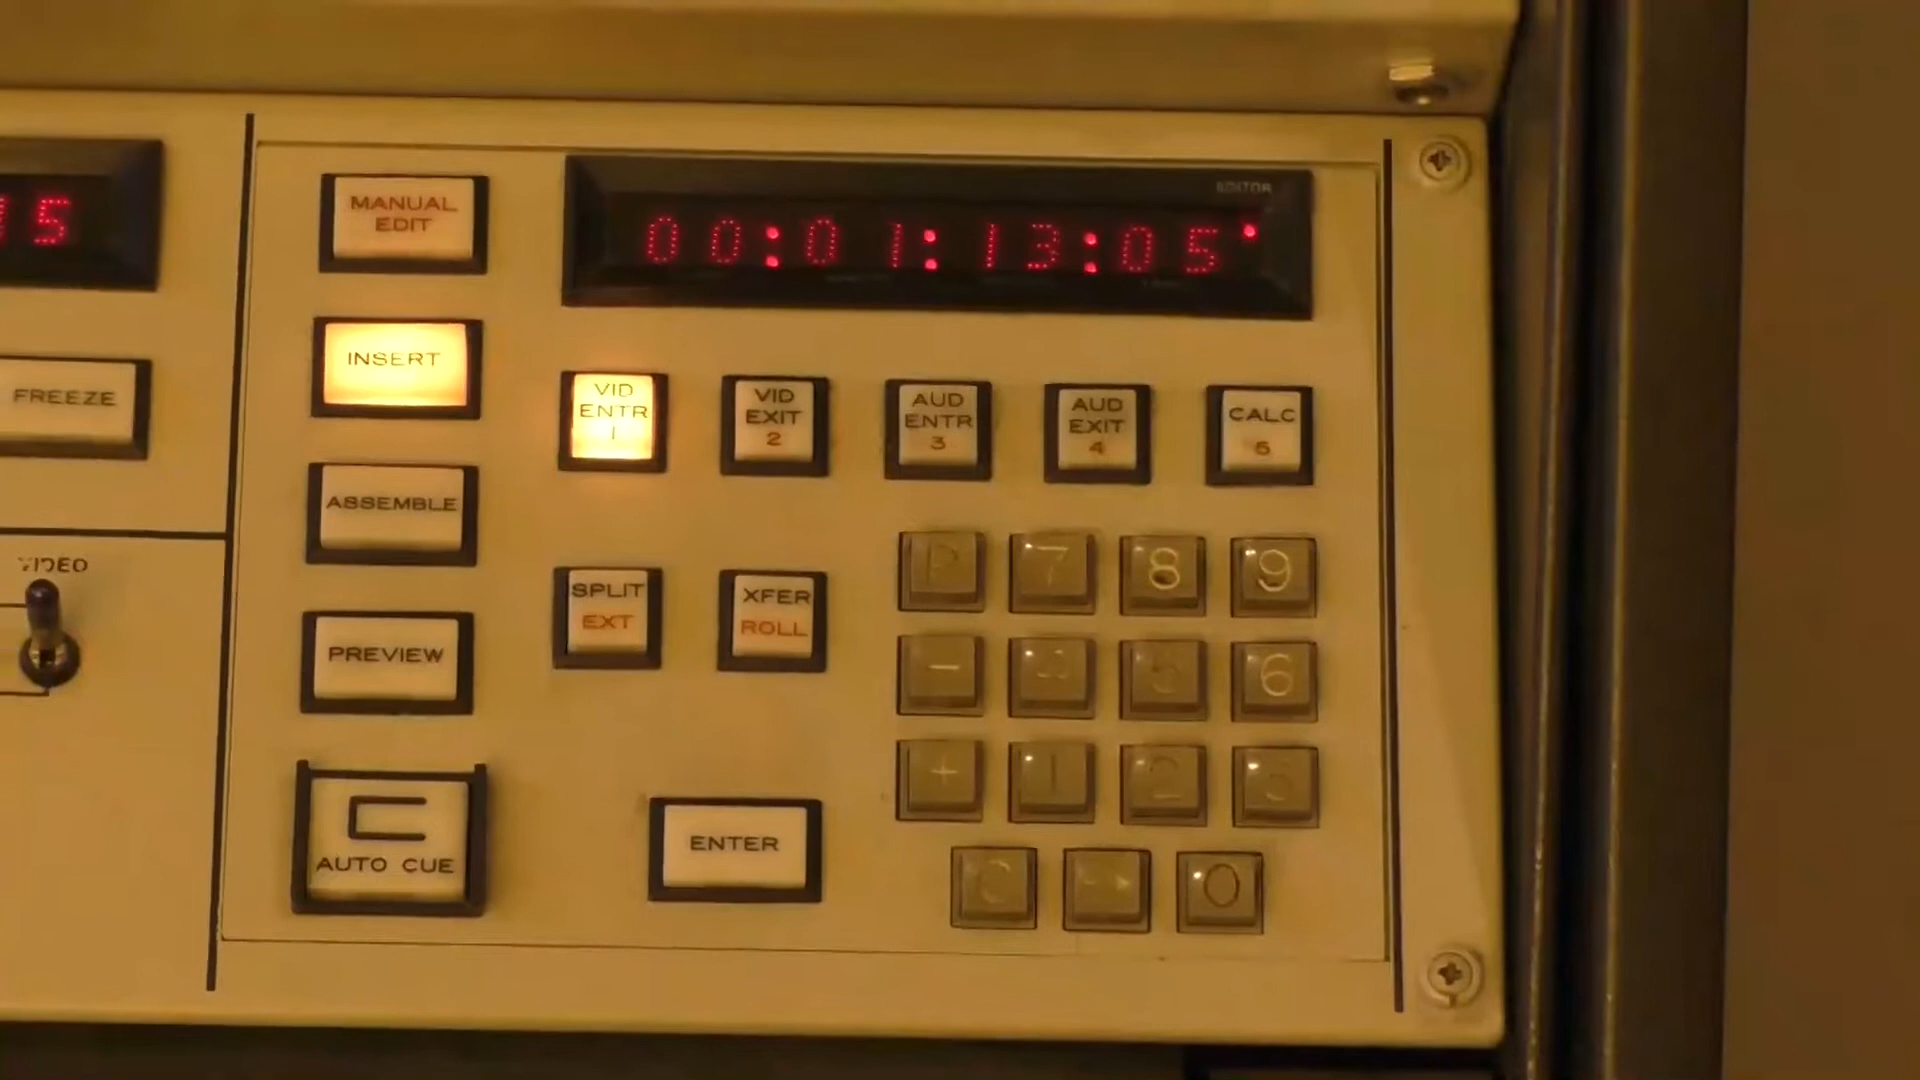 5
EDITOR
00:01:13:05
MANUAL
EDIT
INSERT
FREEZE
VID
ENTR
1
VID
EXIT
2
AUD
ENTR
3
AUD
EXIT
4
CALC
5
ASSEMBLE
VIDEO
SPLIT
EXT
XFER
ROLL
P 7 8 9
PREVIEW
- 4 5 6
+ 1 2 3
AUTO CUE
ENTER
C → 0